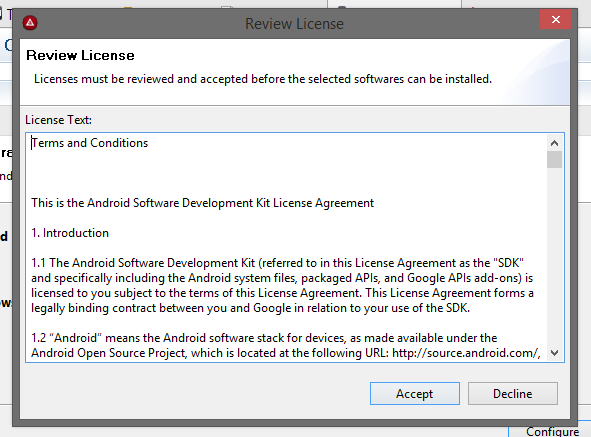 Review License
Review License
Licenses must be reviewed and accepted before the selected softwares can be installed.
License Text:
Terms and Conditions
This is the Android Software Development Kit License Agreement
1. Introduction
1.1 The Android Software Development Kit (referred to in this License Agreement as the "SDK"
and specifically including the Android system files, packaged APIs, and Google APIs add-ons) is
licensed to you subject to the terms of this License Agreement. This License Agreement forms a
legally binding contract between you and Google in relation to your use of the SDK.
1.2 “Android” means the Android software stack for devices, as made available under the
Android Open Source Project, which is located at the following URL: http://source.android.com/,
Accept Decline
Configure